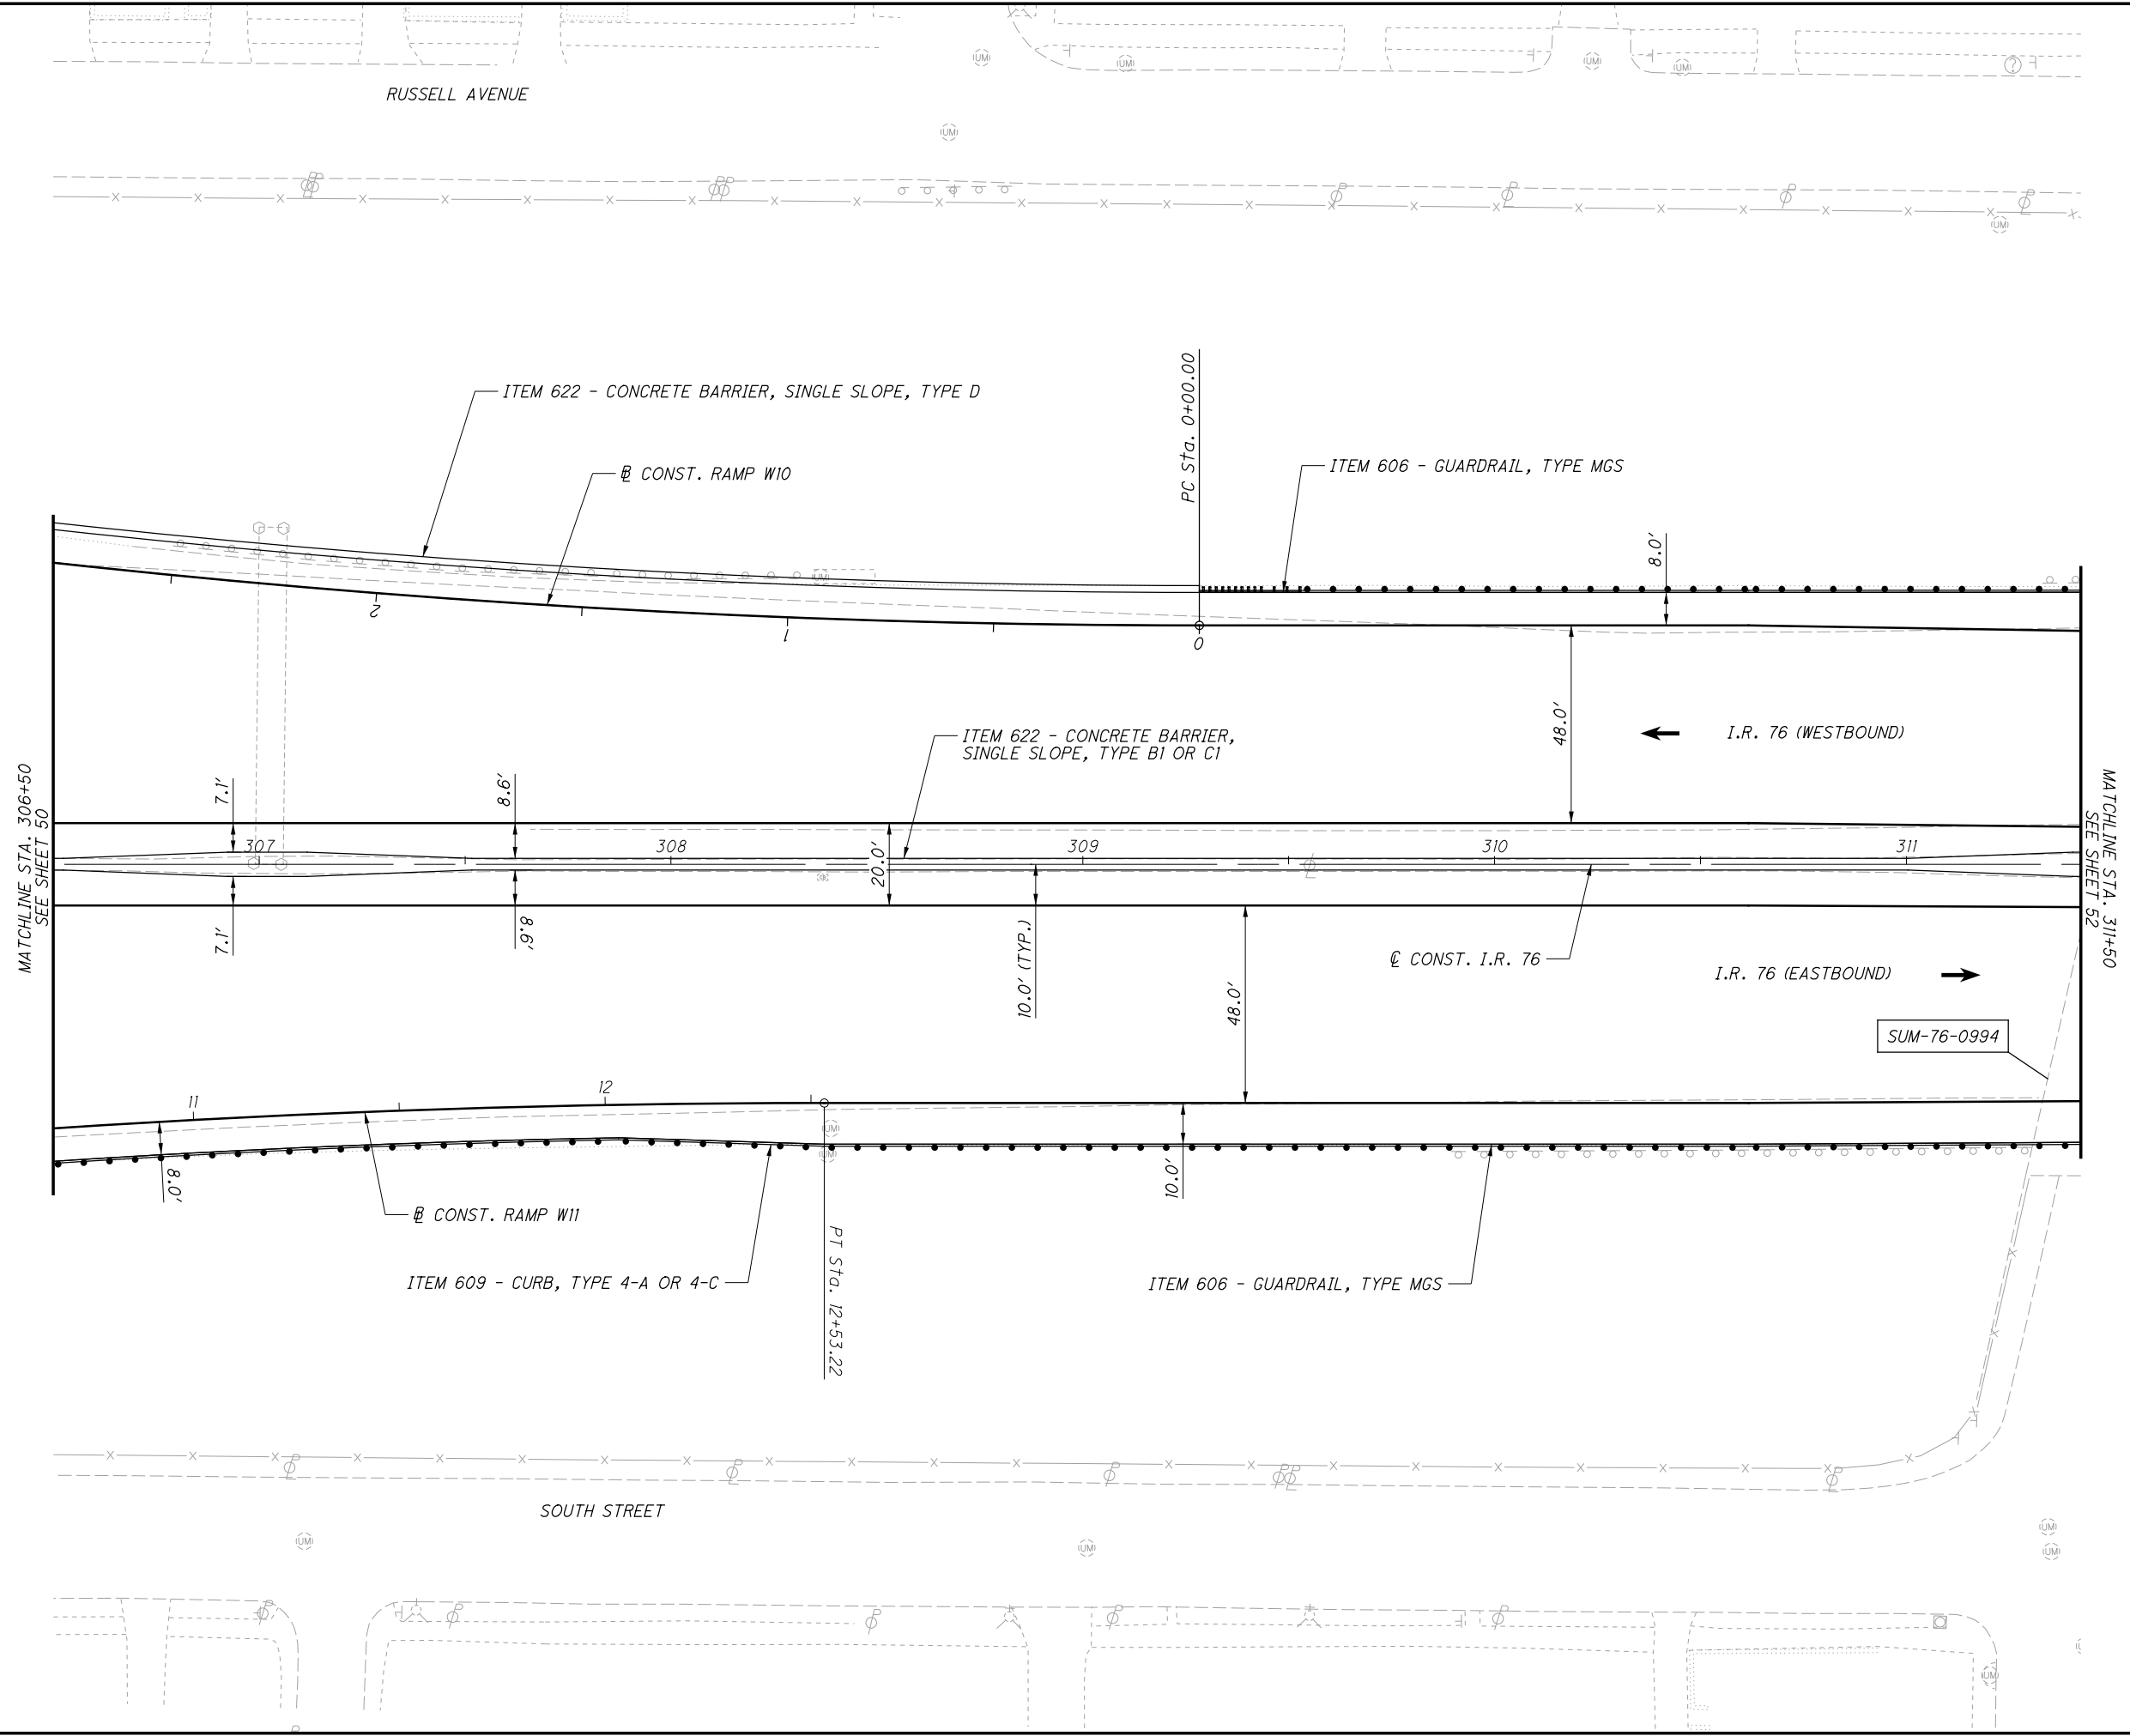 RUSSELL AVENUE
ITEM 622 - CONCRETE BARRIER, SINGLE SLOPE, TYPE D
PC Sta. 0+00.00
℄ CONST. RAMP W10
ITEM 606 - GUARDRAIL, TYPE MGS
8.0'
2
1
0
48.0'
ITEM 622 - CONCRETE BARRIER,
SINGLE SLOPE, TYPE B1 OR C1
I.R. 76 (WESTBOUND)
MATCHLINE STA. 306+50
SEE SHEET 50
MATCHLINE STA. 311+50
SEE SHEET 52
7.1'
8.6'
307
308
309
310
311
20.0'
7.1'
8.6'
10.0' (TYP.)
℄ CONST. I.R. 76
I.R. 76 (EASTBOUND)
48.0'
SUM-76-0994
11
12
8.0'
10.0'
℄ CONST. RAMP W11
PT Sta. 12+53.22
ITEM 609 - CURB, TYPE 4-A OR 4-C
ITEM 606 - GUARDRAIL, TYPE MGS
SOUTH STREET